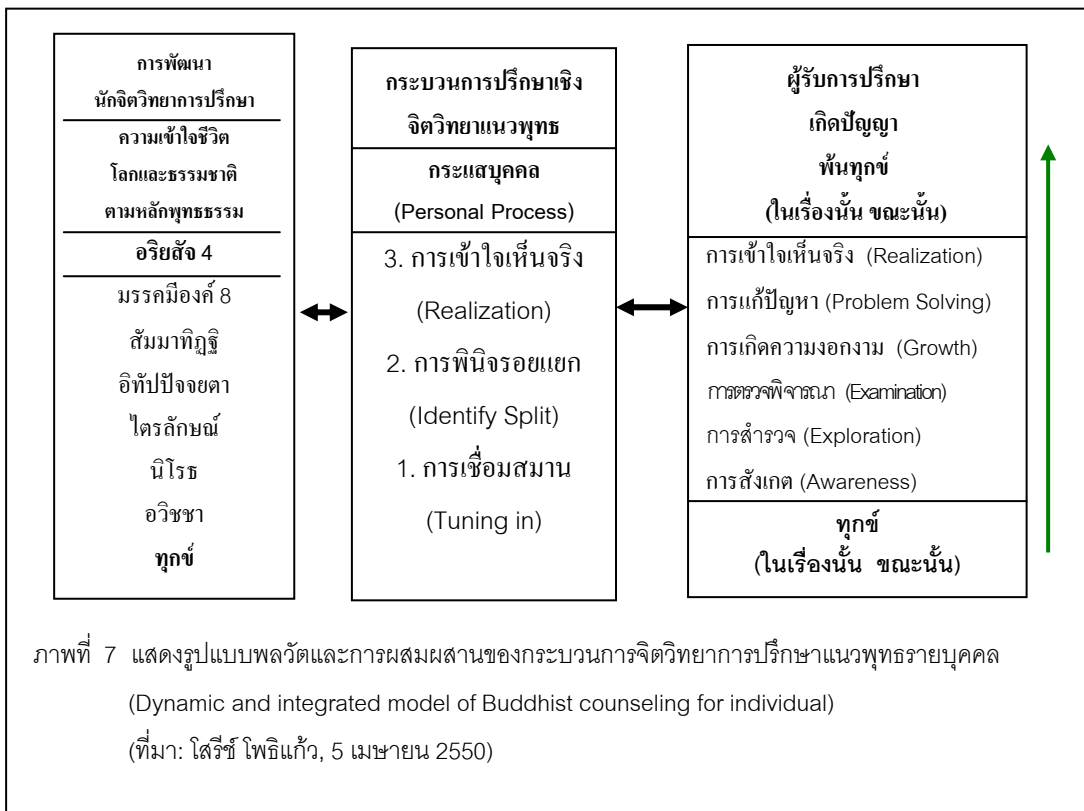 การพัฒนา
นักจิตวิทยาการปรึกษา
ความเข้าใจชีวิต
โลกและธรรมชาติ
ตามหลักพุทธธรรม
อริยสัจ 4
มรรคมีองค์ 8
สัมมาทิฏฐิ
อิทัปปัจจยตา
ไตรลักษณ์
นิโรธ
อวิชชา
ทุกข์
กระบวนการปรึกษาเชิง
จิตวิทยาแนวพุทธ
กระแสบุคคล
(Personal Process)
3. การเข้าใจเห็นจริง
(Realization)
2. การพินิจรอยแยก
(Identify Split)
1. การเชื่อมสมาน
(Tuning in)
ผู้รับการปรึกษา
เกิดปัญญา
พ้นทุกข์
(ในเรื่องนั้น ขณะนั้น)
การเข้าใจเห็นจริง (Realization)
การแก้ปัญหา (Problem Solving)
การเกิดความงอกงาม (Growth)
การตรวจพิจารณา (Examination)
การสำรวจ (Exploration)
การสังเกต (Awareness)
ทุกข์
(ในเรื่องนั้น ขณะนั้น)
ภาพที่ 7 แสดงรูปแบบพลวัตและการผสมผสานของกระบวนการจิตวิทยาการปรึกษาแนวพุทธรายบุคคล
(Dynamic and integrated model of Buddhist counseling for individual)
(ที่มา: โสรีช์ โพธิแก้ว, 5 เมษายน 2550)